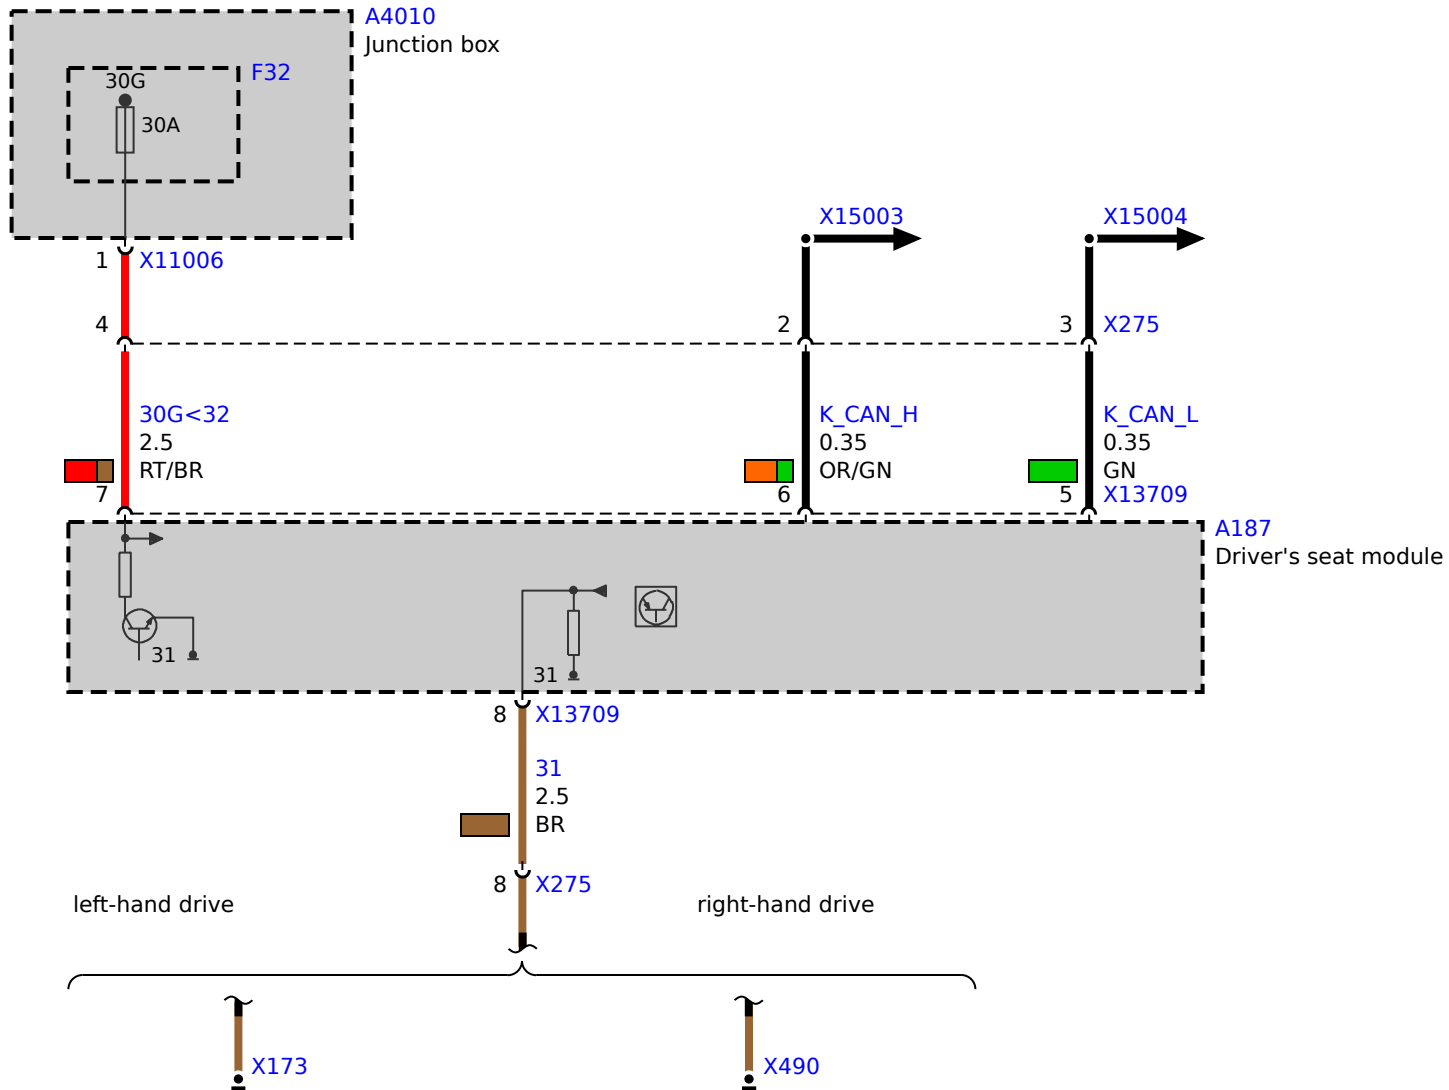 A4010
Junction box
F32
30G
30A
X15003
X15004
1 X11006
4
2
3 X275
30G<32
2.5
RT/BR
7
K_CAN_H
0.35
OR/GN
6
K_CAN_L
0.35
GN
5 X13709
A187
Driver's seat module
31
31
8 X13709
31
2.5
BR
8 X275
left-hand drive
right-hand drive
X173
X490